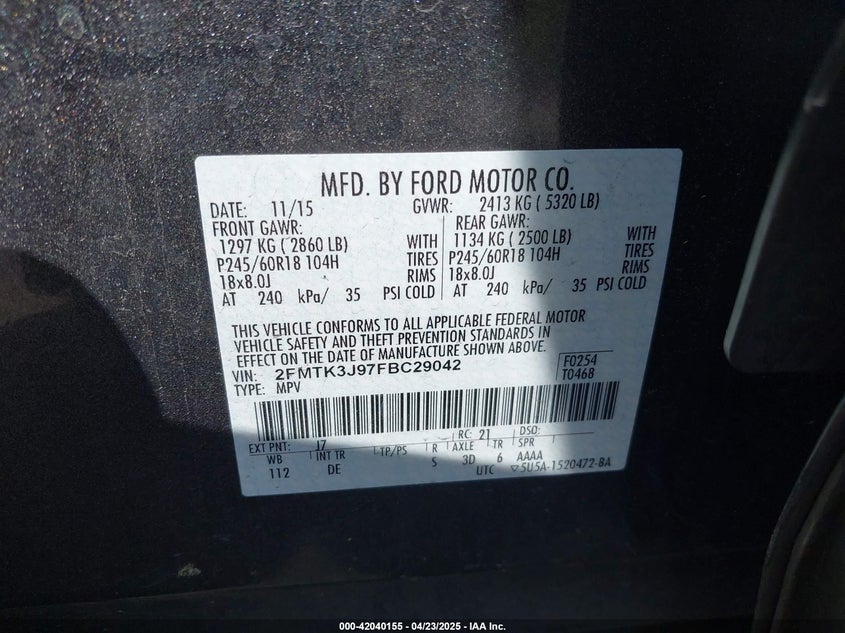 MFD. BY FORD MOTOR CO.
DATE: 11/15 GVWR: 2413 KG ( 5320 LB)
FRONT GAWR: REAR GAWR:
1297 KG ( 2860 LB) WITH 1134 KG ( 2500 LB) WITH
P245/60R18 104H TIRES P245/60R18 104H TIRES
18x8.0J RIMS 18x8.0J RIMS
AT 240 kPa/ 35 PSI COLD AT 240 kPa/ 35 PSI COLD
THIS VEHICLE CONFORMS TO ALL APPLICABLE FEDERAL MOTOR
VEHICLE SAFETY AND THEFT PREVENTION STANDARDS IN
EFFECT ON THE DATE OF MANUFACTURE SHOWN ABOVE.
VIN: 2FMTK3J97FBC29042 F0254
TYPE: MPV T0468
EXT PNT: J7 RC: 21 DSO:
WB INT TR TP/PS R AXLE TR SPR
112 DE S 3D 6 AAAA
UTC ▽5U5A-1520472-BA
000-42040155 - 04/23/2025 - IAA Inc.